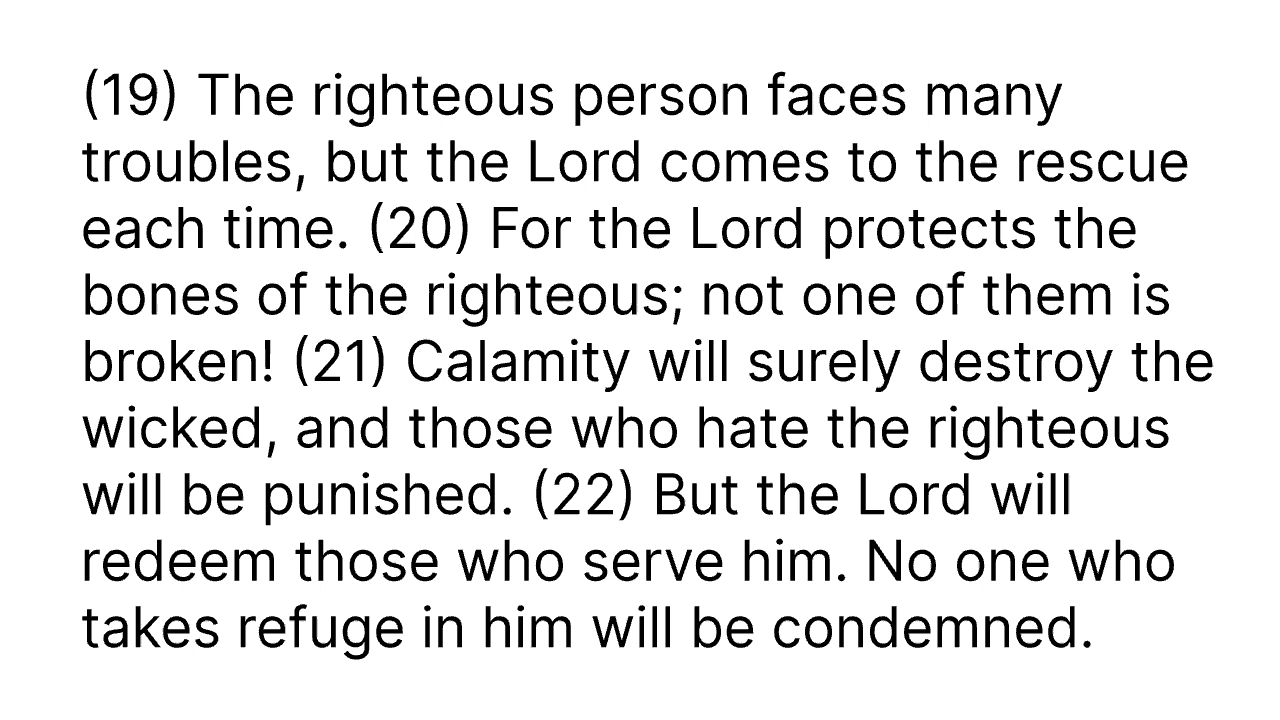 (19) The righteous person faces many
troubles, but the Lord comes to the rescue
each time. (20) For the Lord protects the
bones of the righteous; not one of them is
broken! (21) Calamity will surely destroy the
wicked, and those who hate the righteous
will be punished. (22) But the Lord will
redeem those who serve him. No one who
takes refuge in him will be condemned.